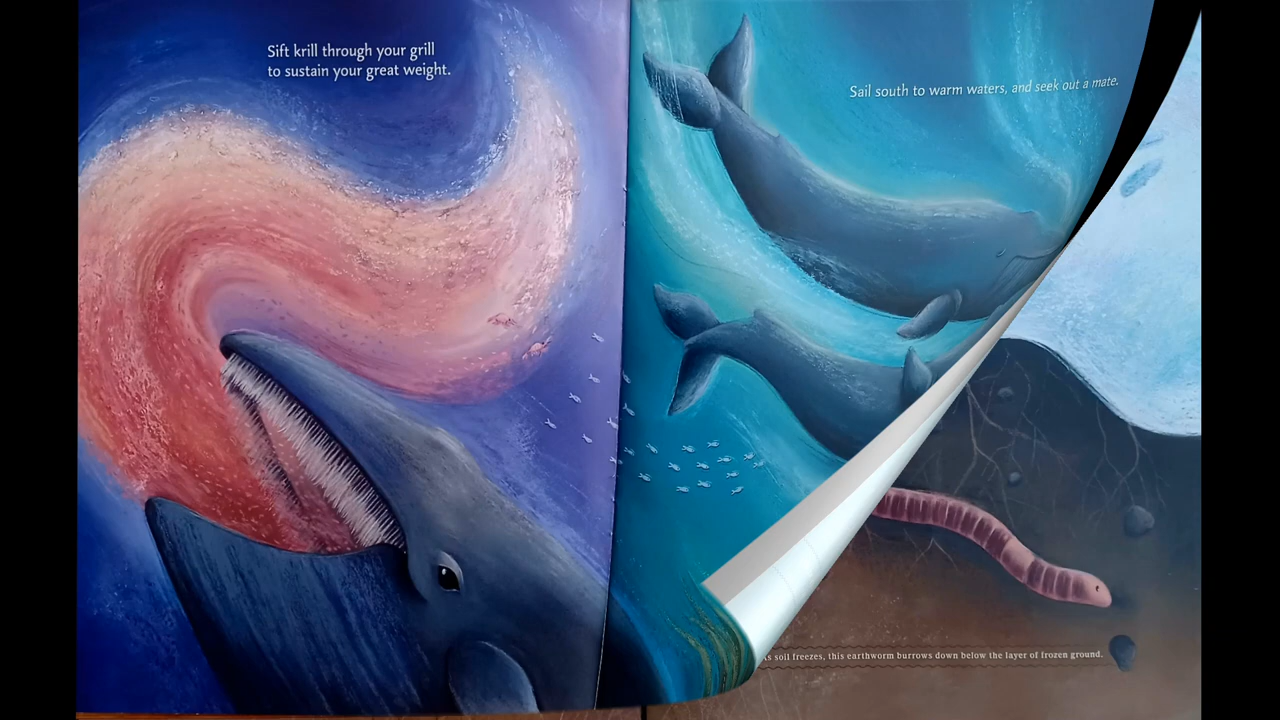 Sift krill through your grill
to sustain your great weight.
Sail south to warm waters, and seek out a mate.
soil freezes, this earthworm burrows down below the layer of frozen ground.